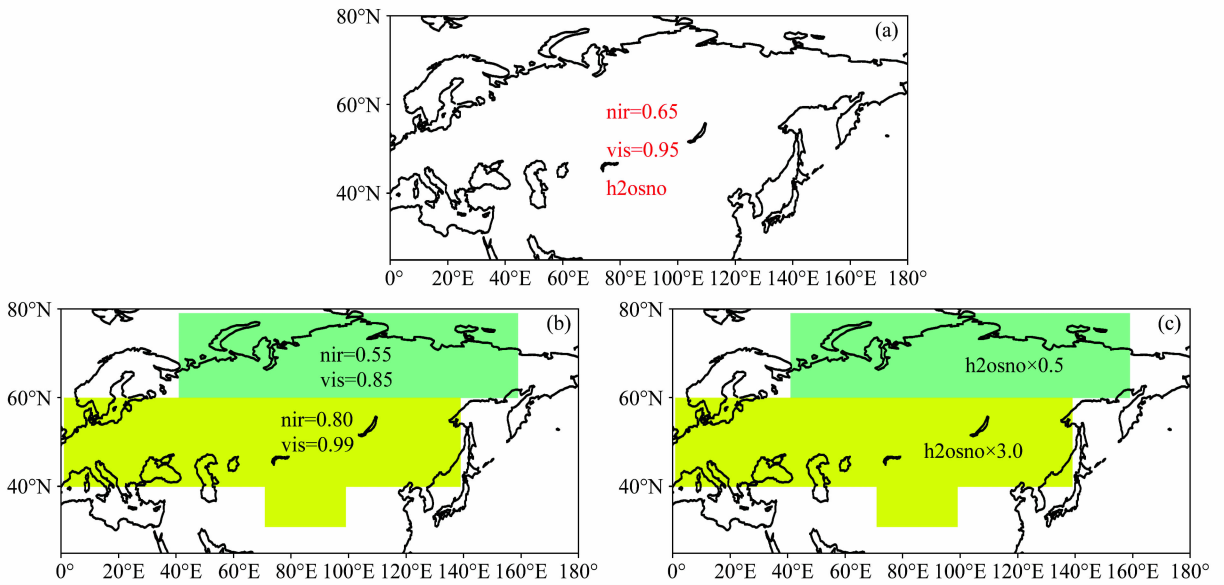 80°N
(a)
60°N
nir=0.65
vis=0.95
40°N
h2osno
0° 20°E 40°E 60°E 80°E 100°E 120°E 140°E 160°E 180°
80°N
(b)
nir=0.55
vis=0.85
60°N
nir=0.80
vis=0.99
40°N
0° 20°E 40°E 60°E 80°E 100°E 120°E 140°E 160°E 180°
80°N
(c)
h2osno×0.5
60°N
h2osno×3.0
40°N
0° 20°E 40°E 60°E 80°E 100°E 120°E 140°E 160°E 180°